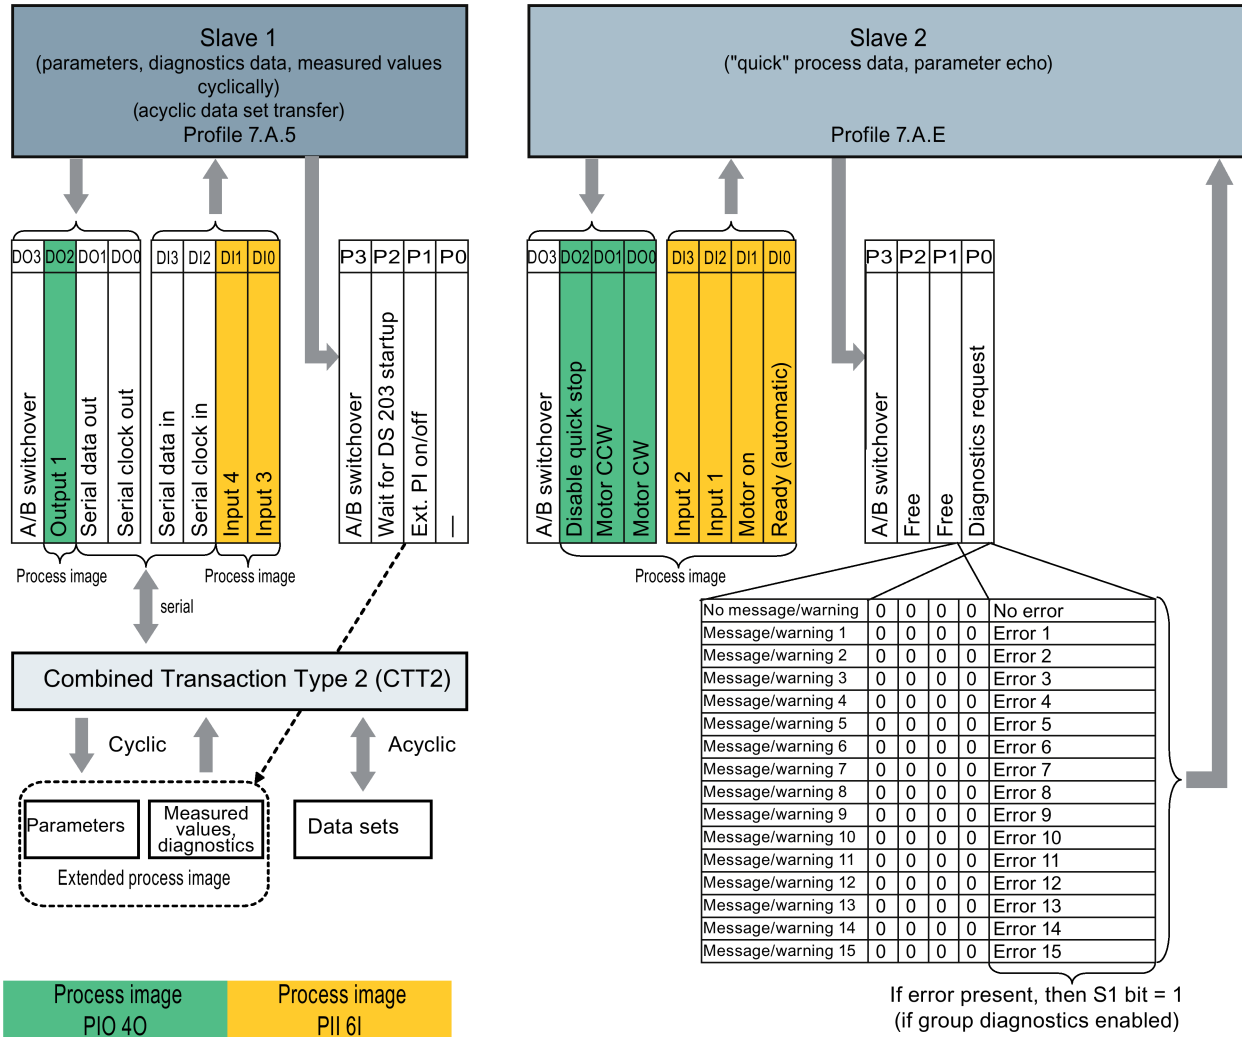 Slave 1
(parameters, diagnostics data, measured values
cyclically)
(acyclic data set transfer)
Profile 7.A.5
Slave 2
("quick" process data, parameter echo)
Profile 7.A.E
DO3 DO2 DO1 DO0
DI3 DI2 DI1 DI0
P3 P2 P1 P0
A/B switchover
Output 1
Serial data out
Serial clock out
Serial data in
Serial clock in
Input 4
Input 3
A/B switchover
Wait for DS 203 startup
Ext. PI on/off
—
Process image
Process image
serial
DO3 DO2 DO1 DO0
DI3 DI2 DI1 DI0
P3 P2 P1 P0
A/B switchover
Disable quick stop
Motor CCW
Motor CW
Input 2
Input 1
Motor on
Ready (automatic)
A/B switchover
Free
Free
Diagnostics request
Process image
Combined Transaction Type 2 (CTT2)
Cyclic
Acyclic
Parameters
Measured
values,
diagnostics
Data sets
Extended process image
No message/warning 0 0 0 0 No error
Message/warning 1 0 0 0 0 Error 1
Message/warning 2 0 0 0 0 Error 2
Message/warning 3 0 0 0 0 Error 3
Message/warning 4 0 0 0 0 Error 4
Message/warning 5 0 0 0 0 Error 5
Message/warning 6 0 0 0 0 Error 6
Message/warning 7 0 0 0 0 Error 7
Message/warning 8 0 0 0 0 Error 8
Message/warning 9 0 0 0 0 Error 9
Message/warning 10 0 0 0 0 Error 10
Message/warning 11 0 0 0 0 Error 11
Message/warning 12 0 0 0 0 Error 12
Message/warning 13 0 0 0 0 Error 13
Message/warning 14 0 0 0 0 Error 14
Message/warning 15 0 0 0 0 Error 15
If error present, then S1 bit = 1
(if group diagnostics enabled)
Process image
PIO 4O
Process image
PII 6I